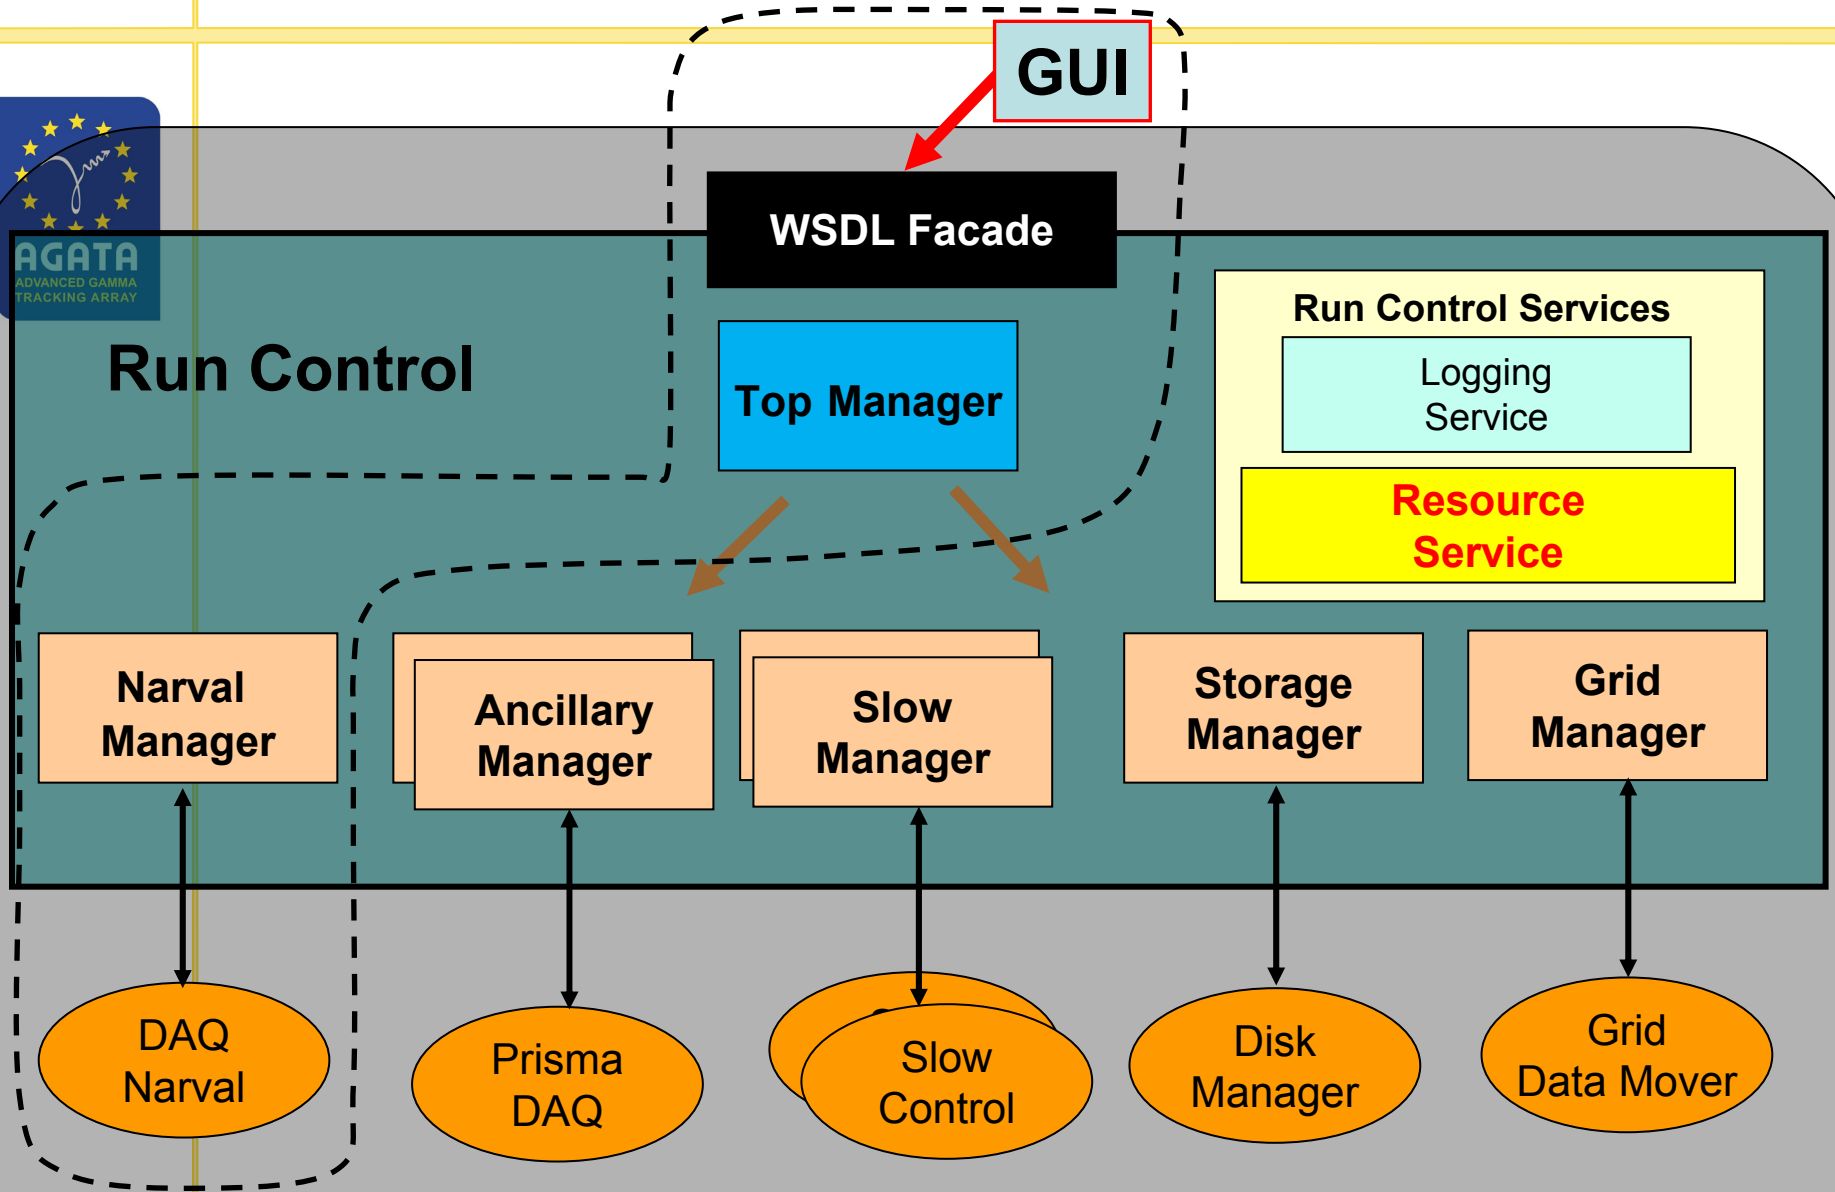 GUI
AGATA
ADVANCED GAMMA
TRACKING ARRAY
WSDL Facade
Run Control
Top Manager
Run Control Services
Logging
Service
Resource
Service
Narval
Manager
Ancillary
Manager
Slow
Manager
Storage
Manager
Grid
Manager
DAQ
Narval
Prisma
DAQ
Slow
Control
Disk
Manager
Grid
Data Mover